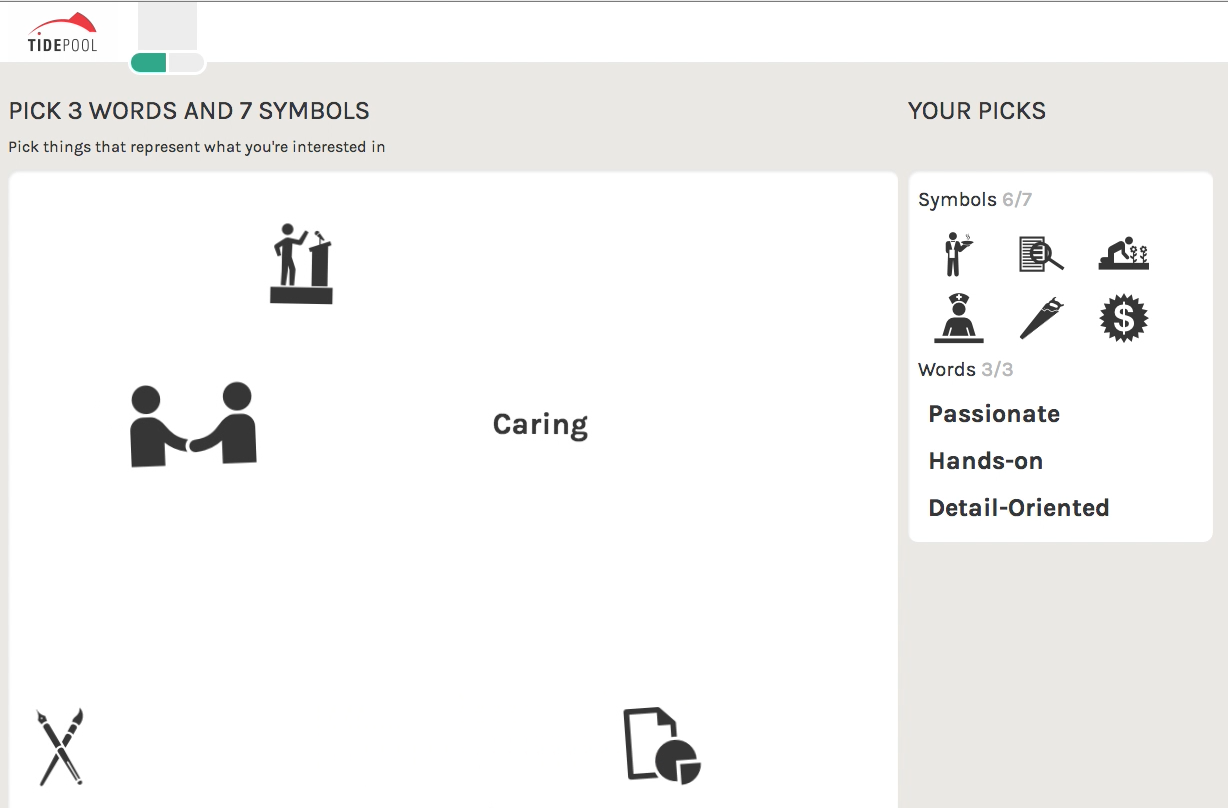 TIDEPOOL
PICK 3 WORDS AND 7 SYMBOLS
Pick things that represent what you're interested in
Caring
YOUR PICKS
Symbols 6/7
$
Words 3/3
Passionate
Hands-on
Detail-Oriented